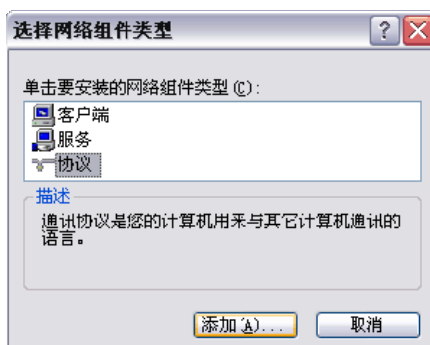 选择网络组件类型
单击要安装的网络组件类型(C):
客户端
服务
协议
描述
通讯协议是您的计算机用来与其它计算机通讯的
语言。
添加(A)... 取消